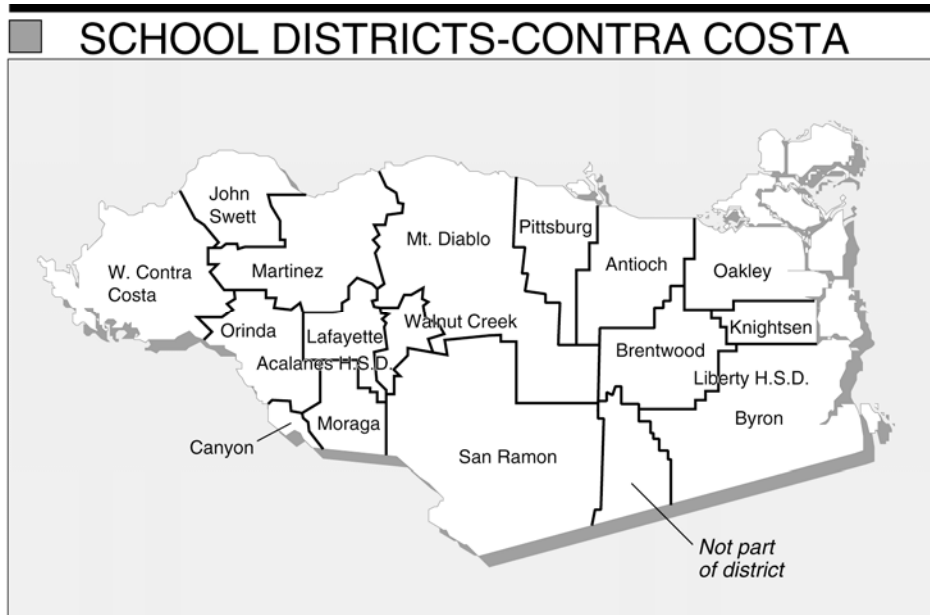 SCHOOL DISTRICTS-CONTRA COSTA
John
Swett
W. Contra
Costa
Martinez
Mt. Diablo
Pittsburg
Antioch
Oakley
Orinda
Lafayette
Walnut Creek
Knightsen
Brentwood
Acalanes H.S.D.
Liberty H.S.D.
Moraga
Byron
Canyon
San Ramon
Not part
of district